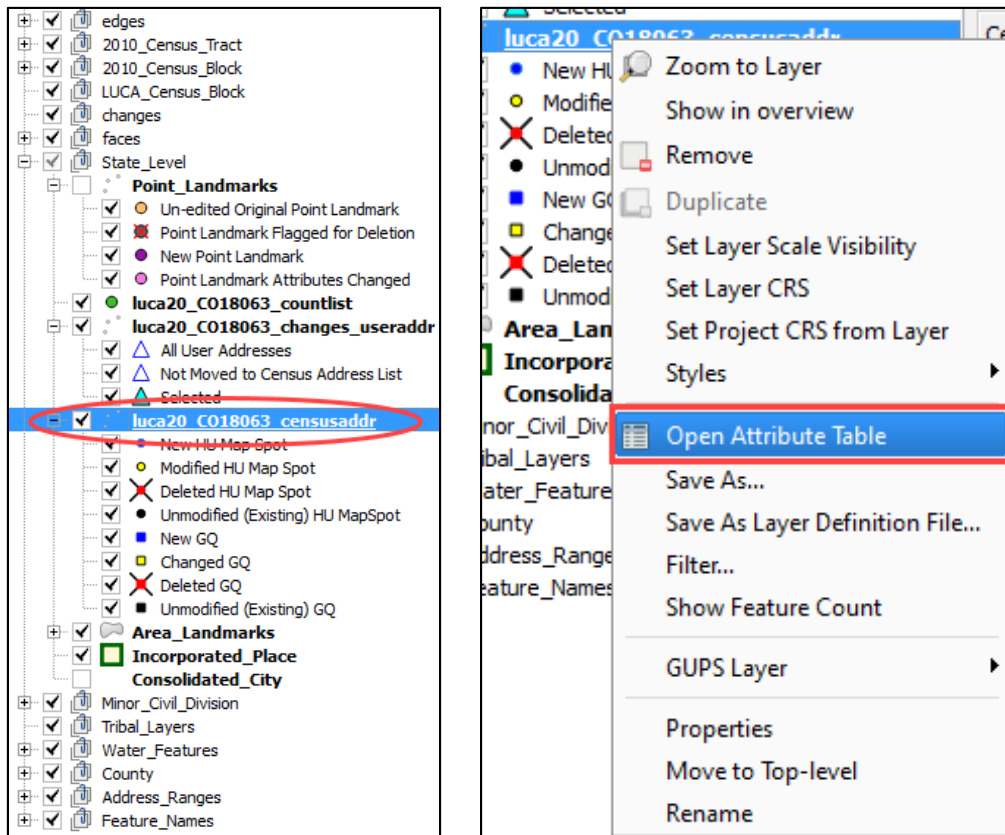 edges
2010_Census_Tract
2010_Census_Block
LUCA_Census_Block
changes
faces
State_Level
Point_Landmarks
Un-edited Original Point Landmark
Point Landmark Flagged for Deletion
New Point Landmark
Point Landmark Attributes Changed
luca20_CO18063_countlist
luca20_CO18063_changes_useraddr
All User Addresses
Not Moved to Census Address List
Selected
luca20_CO18063_censusaddr
New HU Map Spot
Modified HU Map Spot
Deleted HU Map Spot
Unmodified (Existing) HU MapSpot
New GQ
Changed GQ
Deleted GQ
Unmodified (Existing) GQ
Area_Landmarks
Incorporated_Place
Consolidated_City
Minor_Civil_Division
Tribal_Layers
Water_Features
County
Address_Ranges
Feature_Names
Selected
luca20_CO18063_censusaddr
Ce
New HU
Modifie
Deleted
Unmod
New GQ
Change
Deleted
Unmod
Area_Lan
Incorpora
Consolida
nor_Civil_Div
ibal_Layers
ater_Feature
ounty
ddress_Range
eature_Names
Zoom to Layer
Show in overview
Remove
Duplicate
Set Layer Scale Visibility
Set Layer CRS
Set Project CRS from Layer
Styles
Open Attribute Table
Save As...
Save As Layer Definition File...
Filter...
Show Feature Count
GUPS Layer
Properties
Move to Top-level
Rename